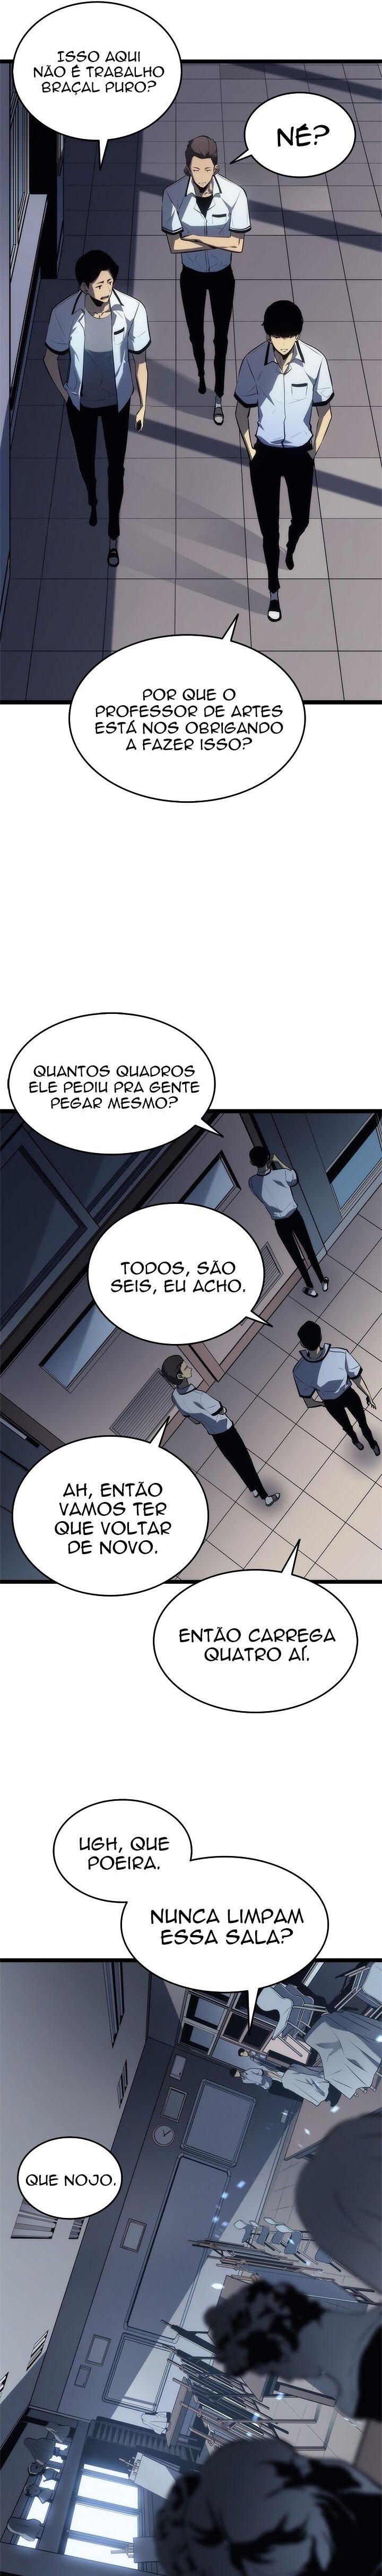 ISSO AQUI
NÃO É TRABALHO
BRAÇAL PURO?
NÉ?
POR QUE O
PROFESSOR DE ARTES
ESTÁ NOS OBRIGANDO
A FAZER ISSO?
QUANTOS QUADROS
ELE PEDIU PRA GENTE
PEGAR MESMO?
TODOS, SÃO
SEIS, EU ACHO.
AH, ENTÃO
VAMOS TER
QUE VOLTAR
DE NOVO.
ENTÃO CARREGA
QUATRO AÍ.
UGH, QUE
POEIRA.
NUNCA LIMPAM
ESSA SALA?
QUE NOJO.